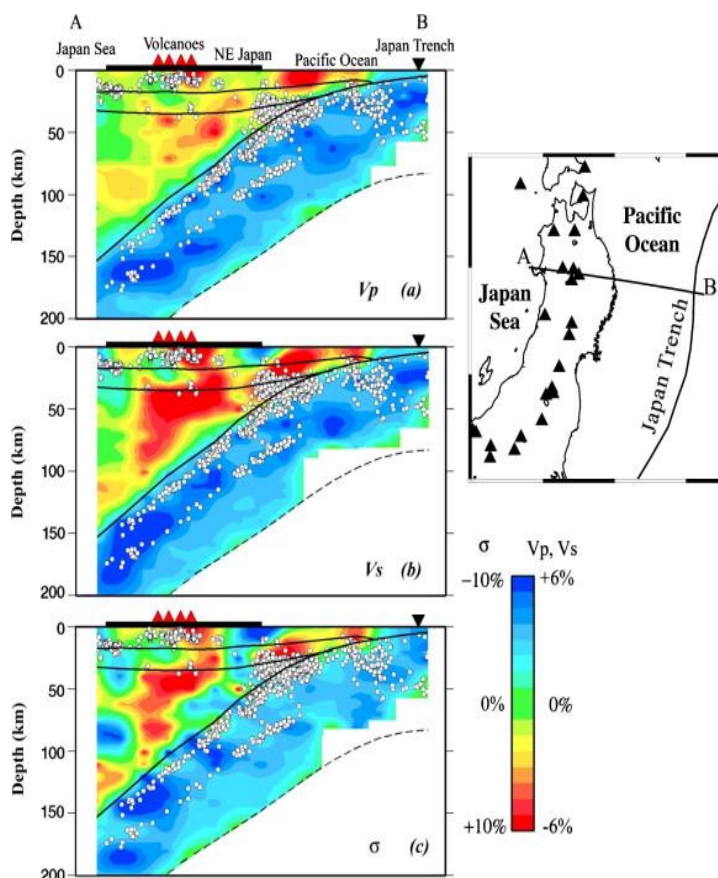 A
B
Japan Sea
Volcanoes
NE Japan
Pacific Ocean
Japan Trench
0
50
100
150
200
Depth (km)
Vp (a)
0
50
100
150
200
Depth (km)
Vs (b)
0
50
100
150
200
Depth (km)
σ (c)
Pacific
Ocean
A
B
Japan
Sea
Japan Trench
σ Vp, Vs
−10% +6%
0% 0%
+10% -6%